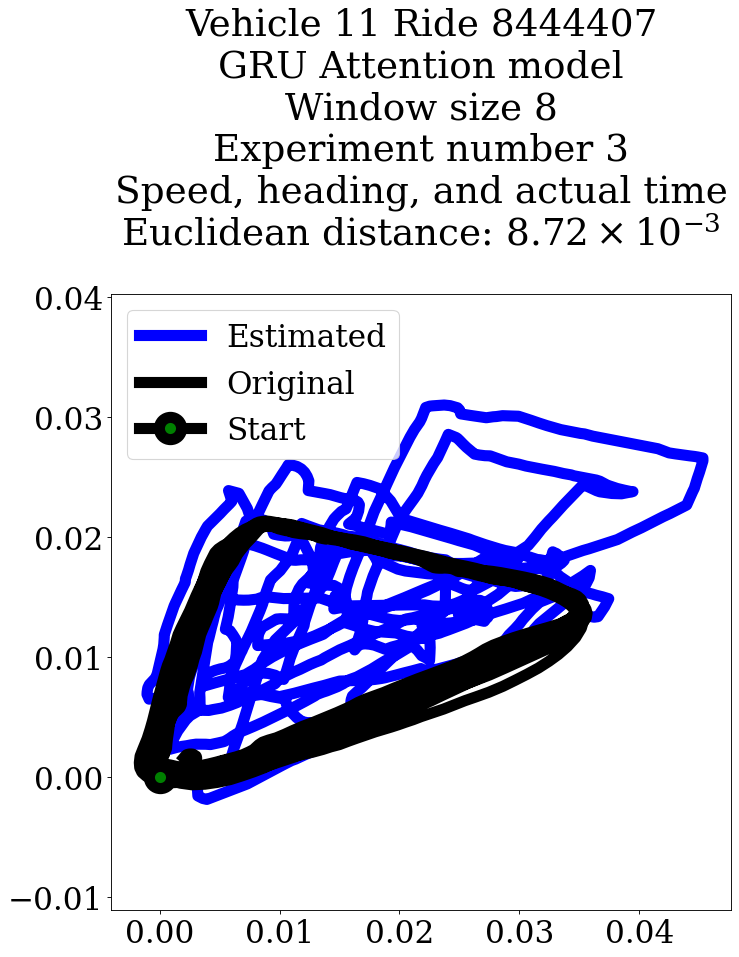 Vehicle 11 Ride 8444407
GRU Attention model
Window size 8
Experiment number 3
Speed, heading, and actual time
Euclidean distance: 8.72 × 10⁻³
0.04
0.03
0.02
0.01
0.00
−0.01
Estimated
Original
Start
0.00 0.01 0.02 0.03 0.04